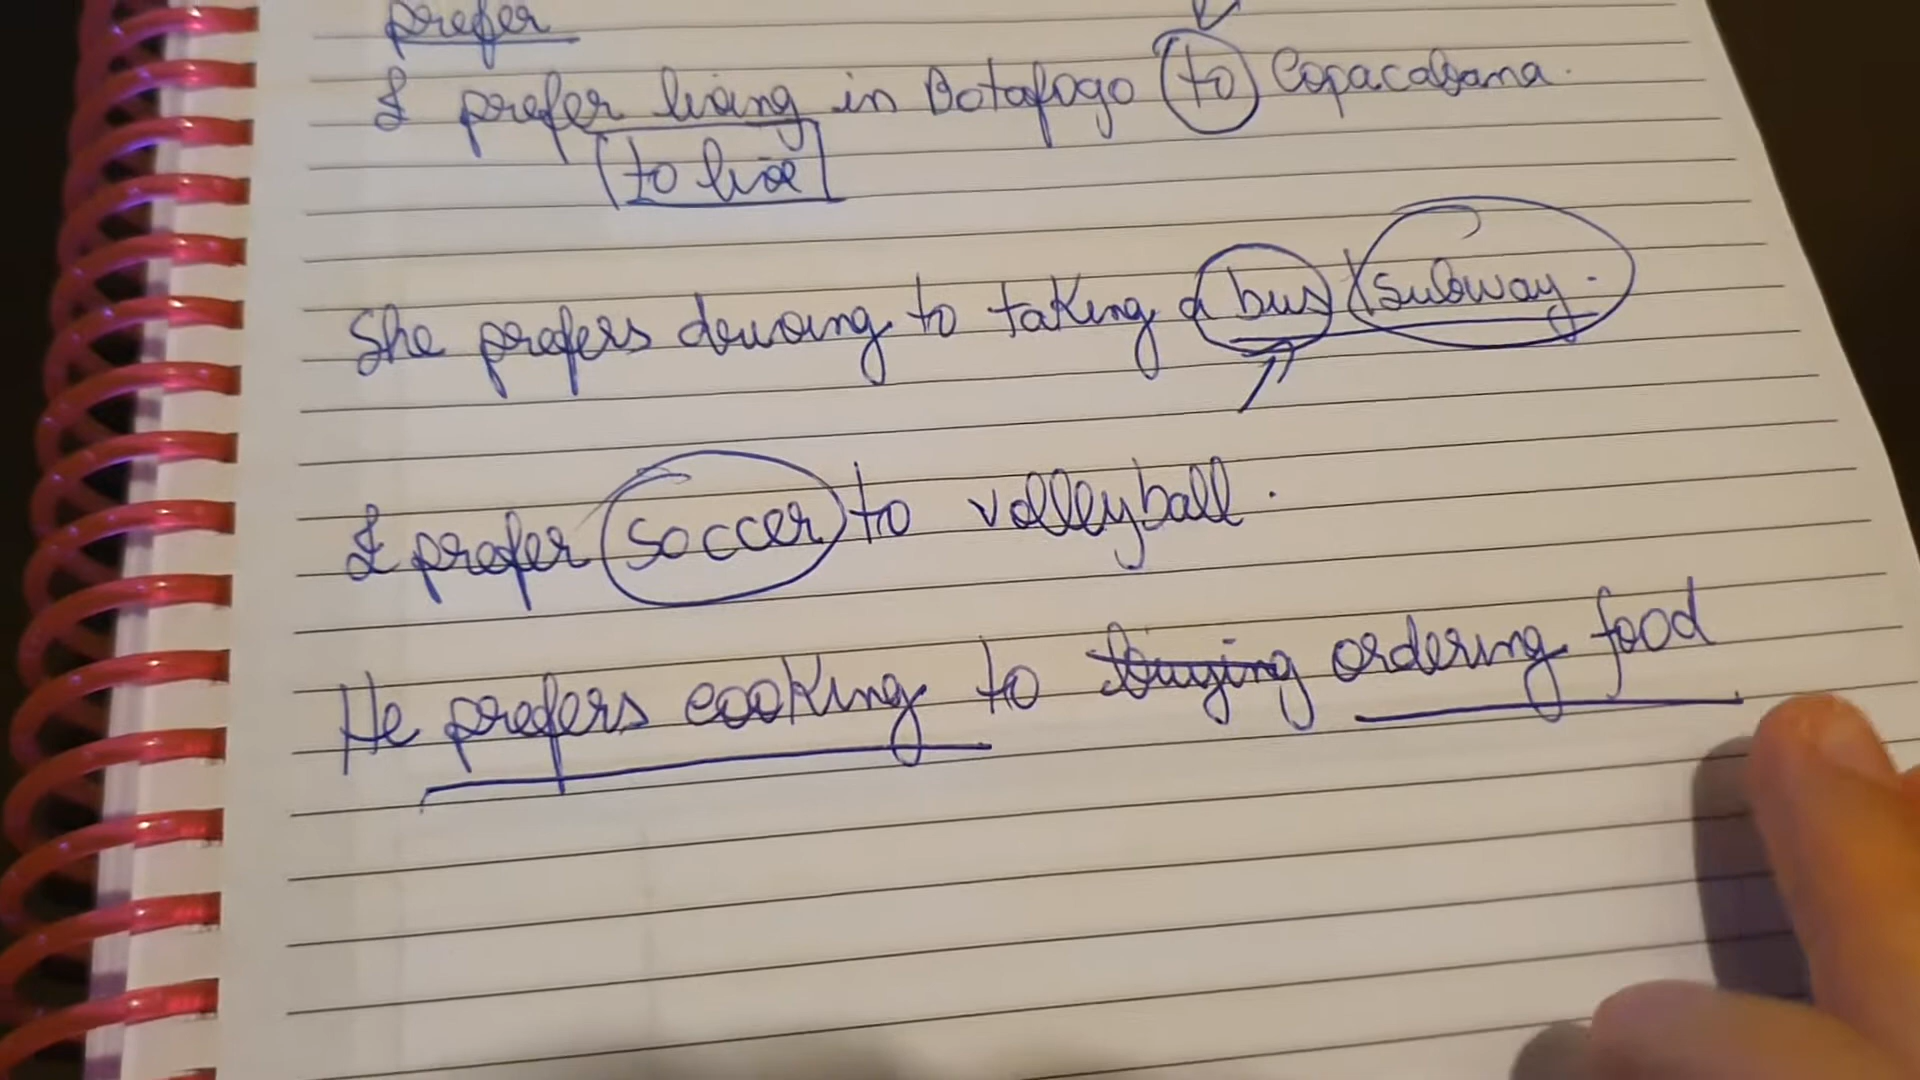 prefer
I prefer living in Botafogo to Copacabana.
to live
She prefers driving to taking a bus/subway.
I prefer soccer to volleyball.
He prefers cooking to buying ordering food